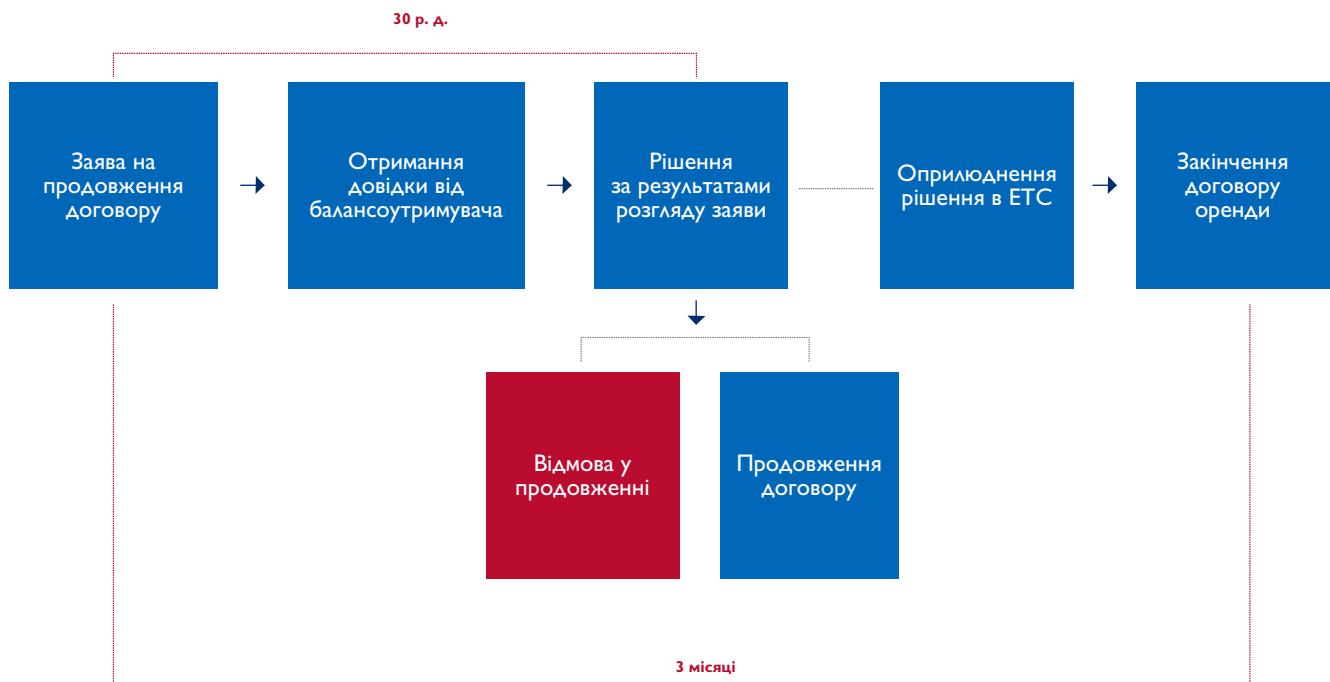 30 р. д.
Заява на
продовження
договору
Отримання
довідки від
балансоутримувача
Рішення
за результатами
розгляду заяви
Оприлюднення
рішення в ЕТС
Закінчення
договору
оренди
Відмова у
продовженні
Продовження
договору
3 місяці